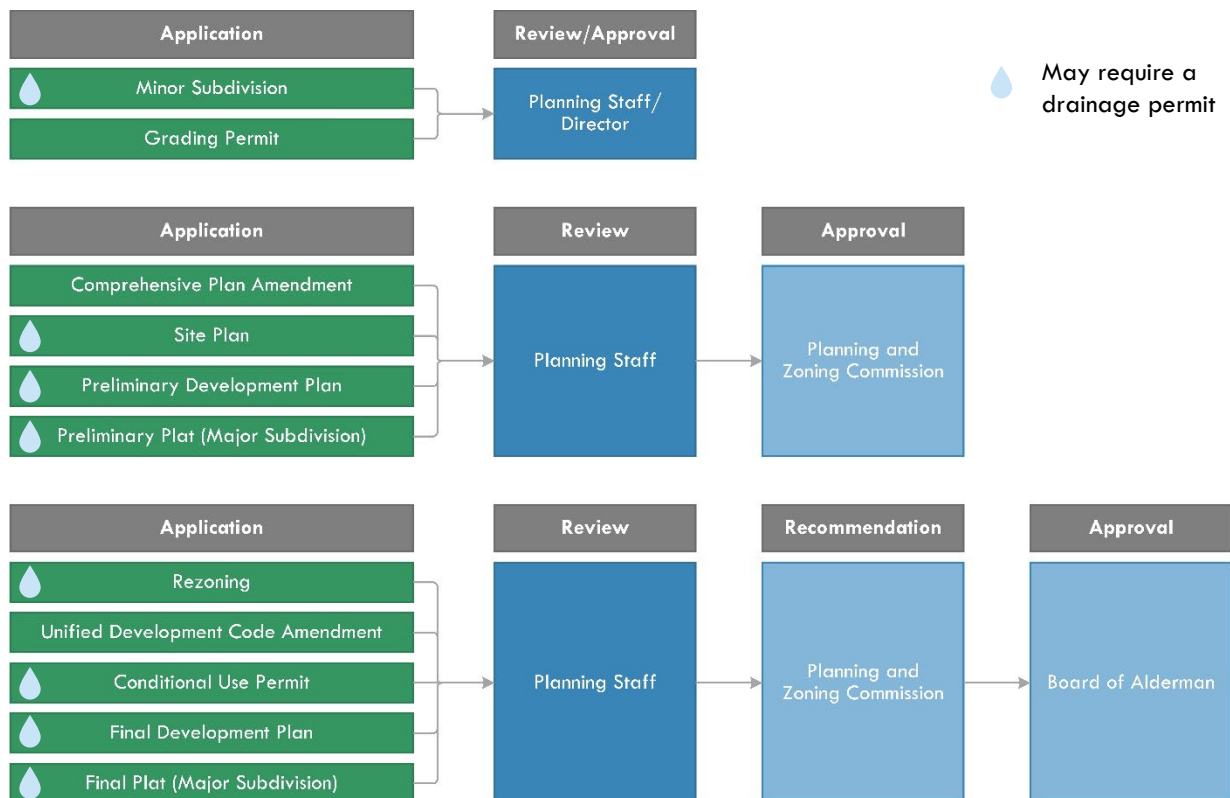 Application
Review/Approval
Minor Subdivision
Grading Permit
Planning Staff/
Director
May require a
drainage permit
Application
Review
Approval
Comprehensive Plan Amendment
Site Plan
Preliminary Development Plan
Preliminary Plat (Major Subdivision)
Planning Staff
Planning and
Zoning Commission
Application
Review
Recommendation
Approval
Rezoning
Unified Development Code Amendment
Conditional Use Permit
Final Development Plan
Final Plat (Major Subdivision)
Planning Staff
Planning and
Zoning Commission
Board of Alderman